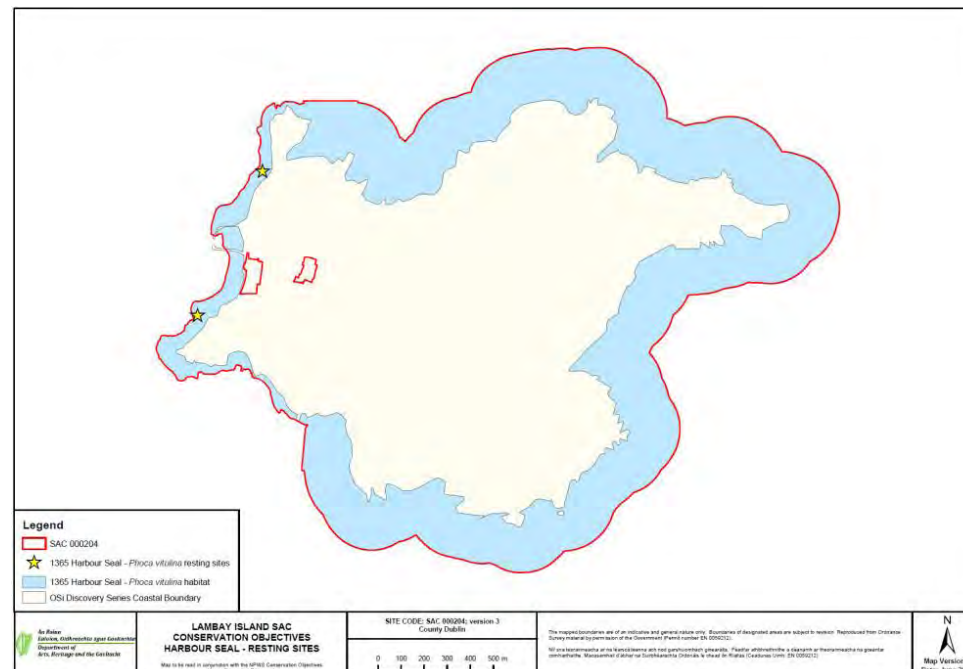 Legend
SAC 000204
1365 Harbour Seal - Phoca vitulina resting sites
1365 Harbour Seal - Phoca vitulina habitat
OSi Discovery Series Coastal Boundary
An Roinn
Department of
Arts, Heritage and the Gaeltacht
LAMBAY ISLAND SAC
CONSERVATION OBJECTIVES
HARBOUR SEAL - RESTING SITES
Map to be read in conjunction with the NPWS Conservation Objectives
SITE CODE: SAC 000204; version 3
County Dublin
0 100 200 300 400 500 m
The mapped boundaries are of an indicative and general nature only. Boundaries of designated areas are subject to revision. Reproduced from Ordnance
Survey material by permission of the Government (Permit number EN 0059212).
N
Map Versio